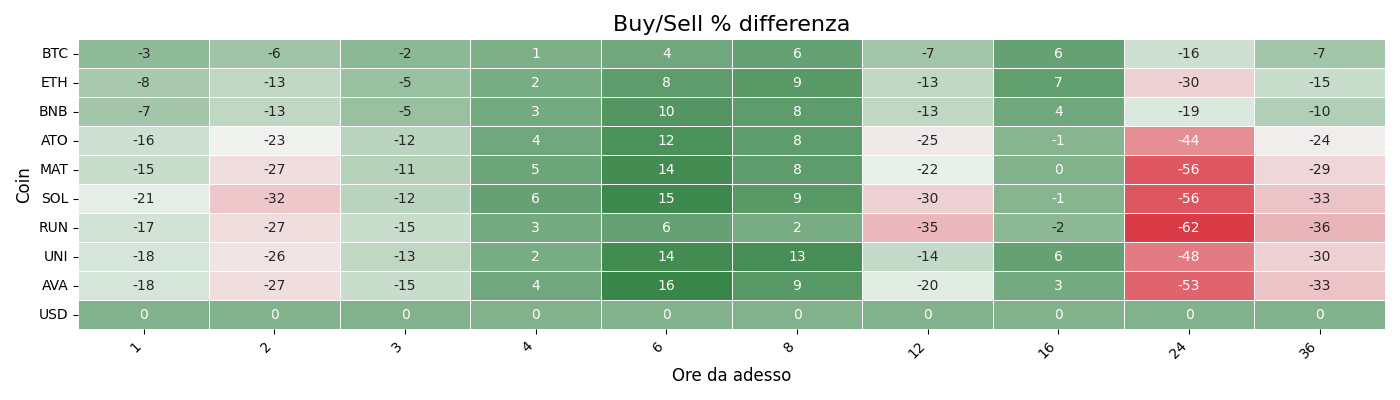 Buy/Sell % differenza
Coin
BTC -3 -6 -2 1 4 6 -7 6 -16 -7
ETH -8 -13 -5 2 8 9 -13 7 -30 -15
BNB -7 -13 -5 3 10 8 -13 4 -19 -10
ATO -16 -23 -12 4 12 8 -25 -1 -44 -24
MAT -15 -27 -11 5 14 8 -22 0 -56 -29
SOL -21 -32 -12 6 15 9 -30 -1 -56 -33
RUN -17 -27 -15 3 6 2 -35 -2 -62 -36
UNI -18 -26 -13 2 14 13 -14 6 -48 -30
AVA -18 -27 -15 4 16 9 -20 3 -53 -33
USD 0 0 0 0 0 0 0 0 0 0
1 2 3 4 6 8 12 16 24 36
Ore da adesso